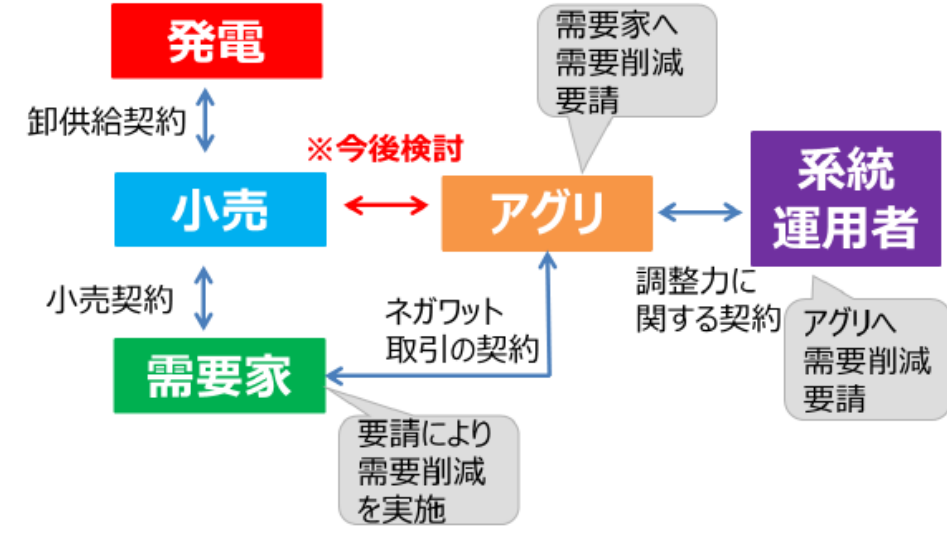 発電
需要家へ
需要削減
要請
卸供給契約
※今後検討
小売
アグリ
系統
運用者
小売契約
ネガワット
取引の契約
調整力に
関する契約
アグリへ
需要削減
要請
需要家
要請により
需要削減
を実施